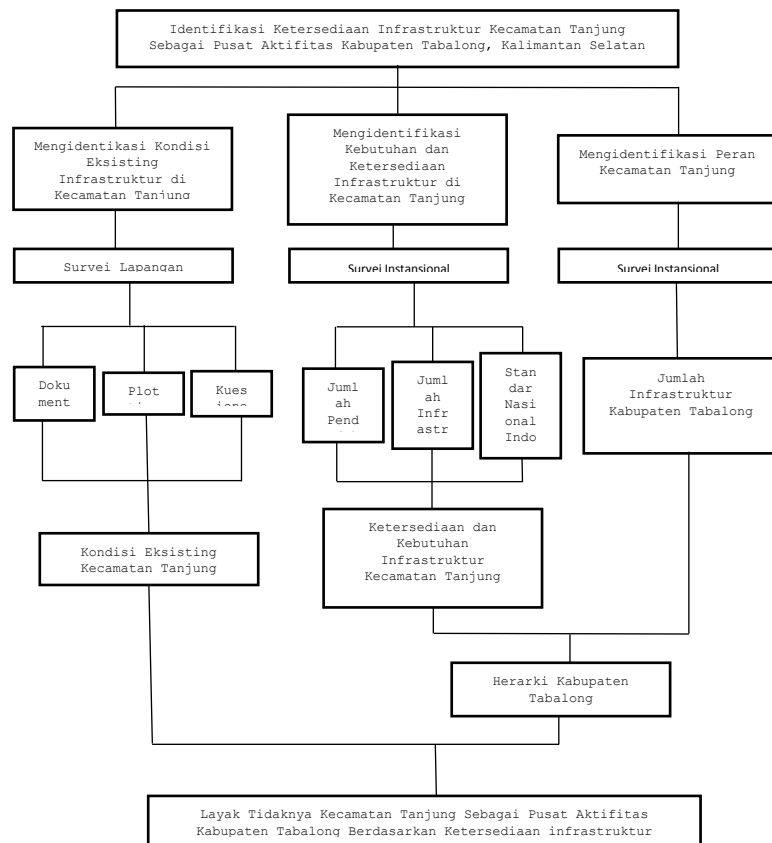 Identifikasi Ketersediaan Infrastruktur Kecamatan Tanjung
Sebagai Pusat Aktifitas Kabupaten Tabalong, Kalimantan Selatan
Mengidentikasi Kondisi
Eksisting
Infrastruktur di
Kecamatan Tanjung
Mengidentifikasi
Kebutuhan dan
Ketersediaan
Infrastruktur di
Kecamatan Tanjung
Mengidentifikasi Peran
Kecamatan Tanjung
Survei Lapangan
Survei Instansional
Survei Instansional
Doku
ment
Plot
Kues
ione
Juml
ah
Pend
Juml
ah
Infr
astr
Stan
dar
Nasi
onal
Indo
Jumlah
Infrastruktur
Kabupaten Tabalong
Kondisi Eksisting
Kecamatan Tanjung
Ketersediaan dan
Kebutuhan
Infrastruktur
Kecamatan Tanjung
Herarki Kabupaten
Tabalong
Layak Tidaknya Kecamatan Tanjung Sebagai Pusat Aktifitas
Kabupaten Tabalong Berdasarkan Ketersediaan infrastruktur